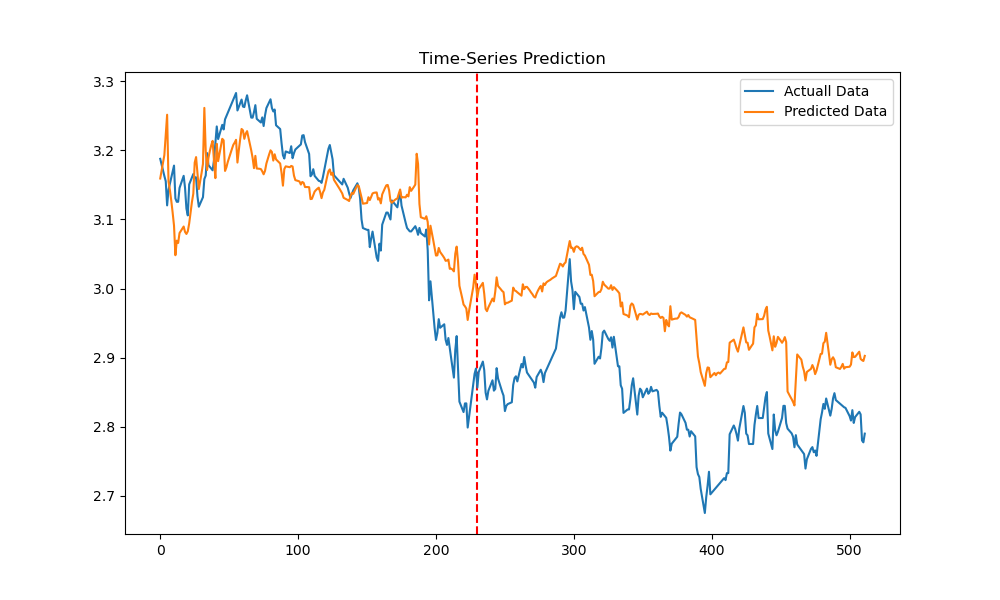 Time-Series Prediction
Actuall Data
Predicted Data
3.3
3.2
3.1
3.0
2.9
2.8
2.7
0 100 200 300 400 500